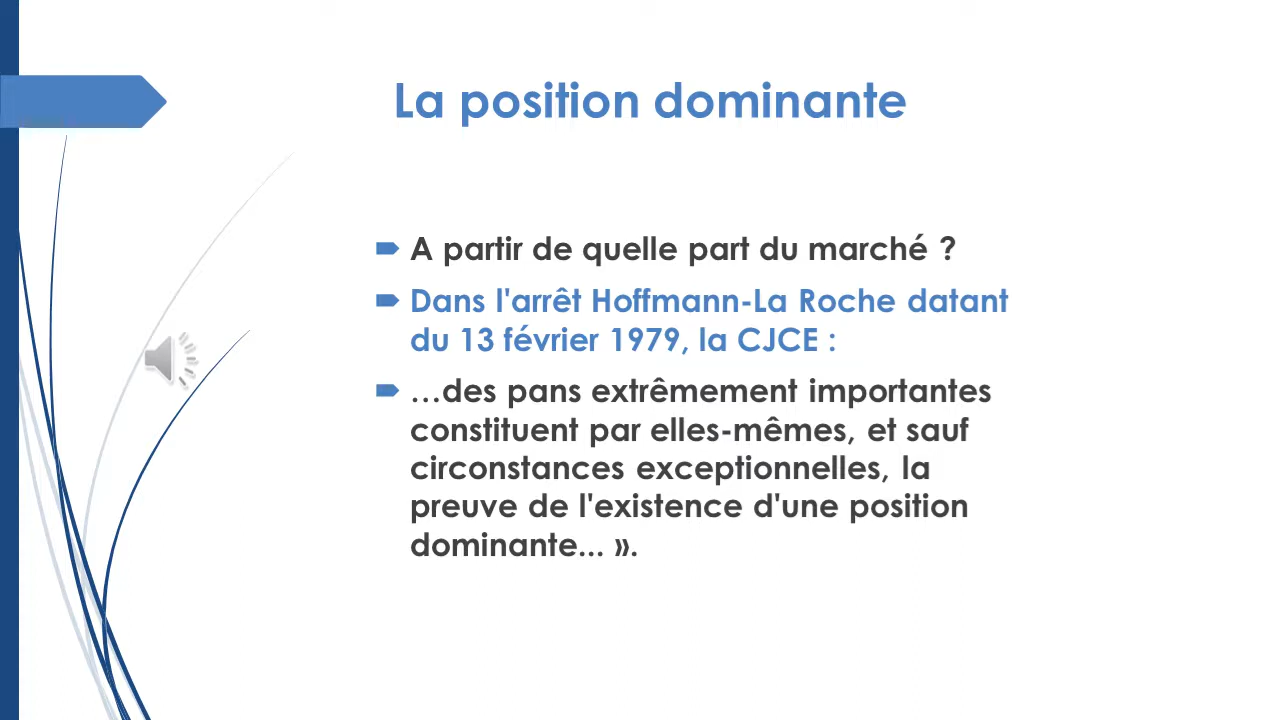 La position dominante
A partir de quelle part du marché ?
Dans l'arrêt Hoffmann-La Roche datant
du 13 février 1979, la CJCE :
…des pans extrêmement importantes
constituent par elles-mêmes, et sauf
circonstances exceptionnelles, la
preuve de l'existence d'une position
dominante... ».